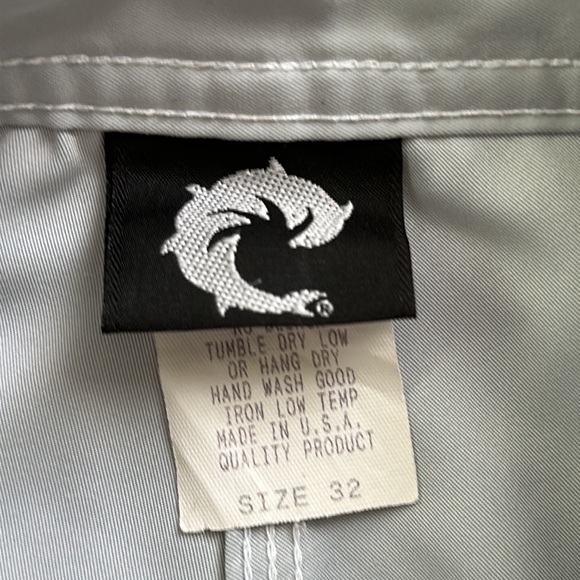 ®
TUMBLE DRY LOW
OR HANG DRY
HAND WASH GOOD
IRON LOW TEMP
MADE IN U.S.A.
QUALITY PRODUCT
SIZE 32